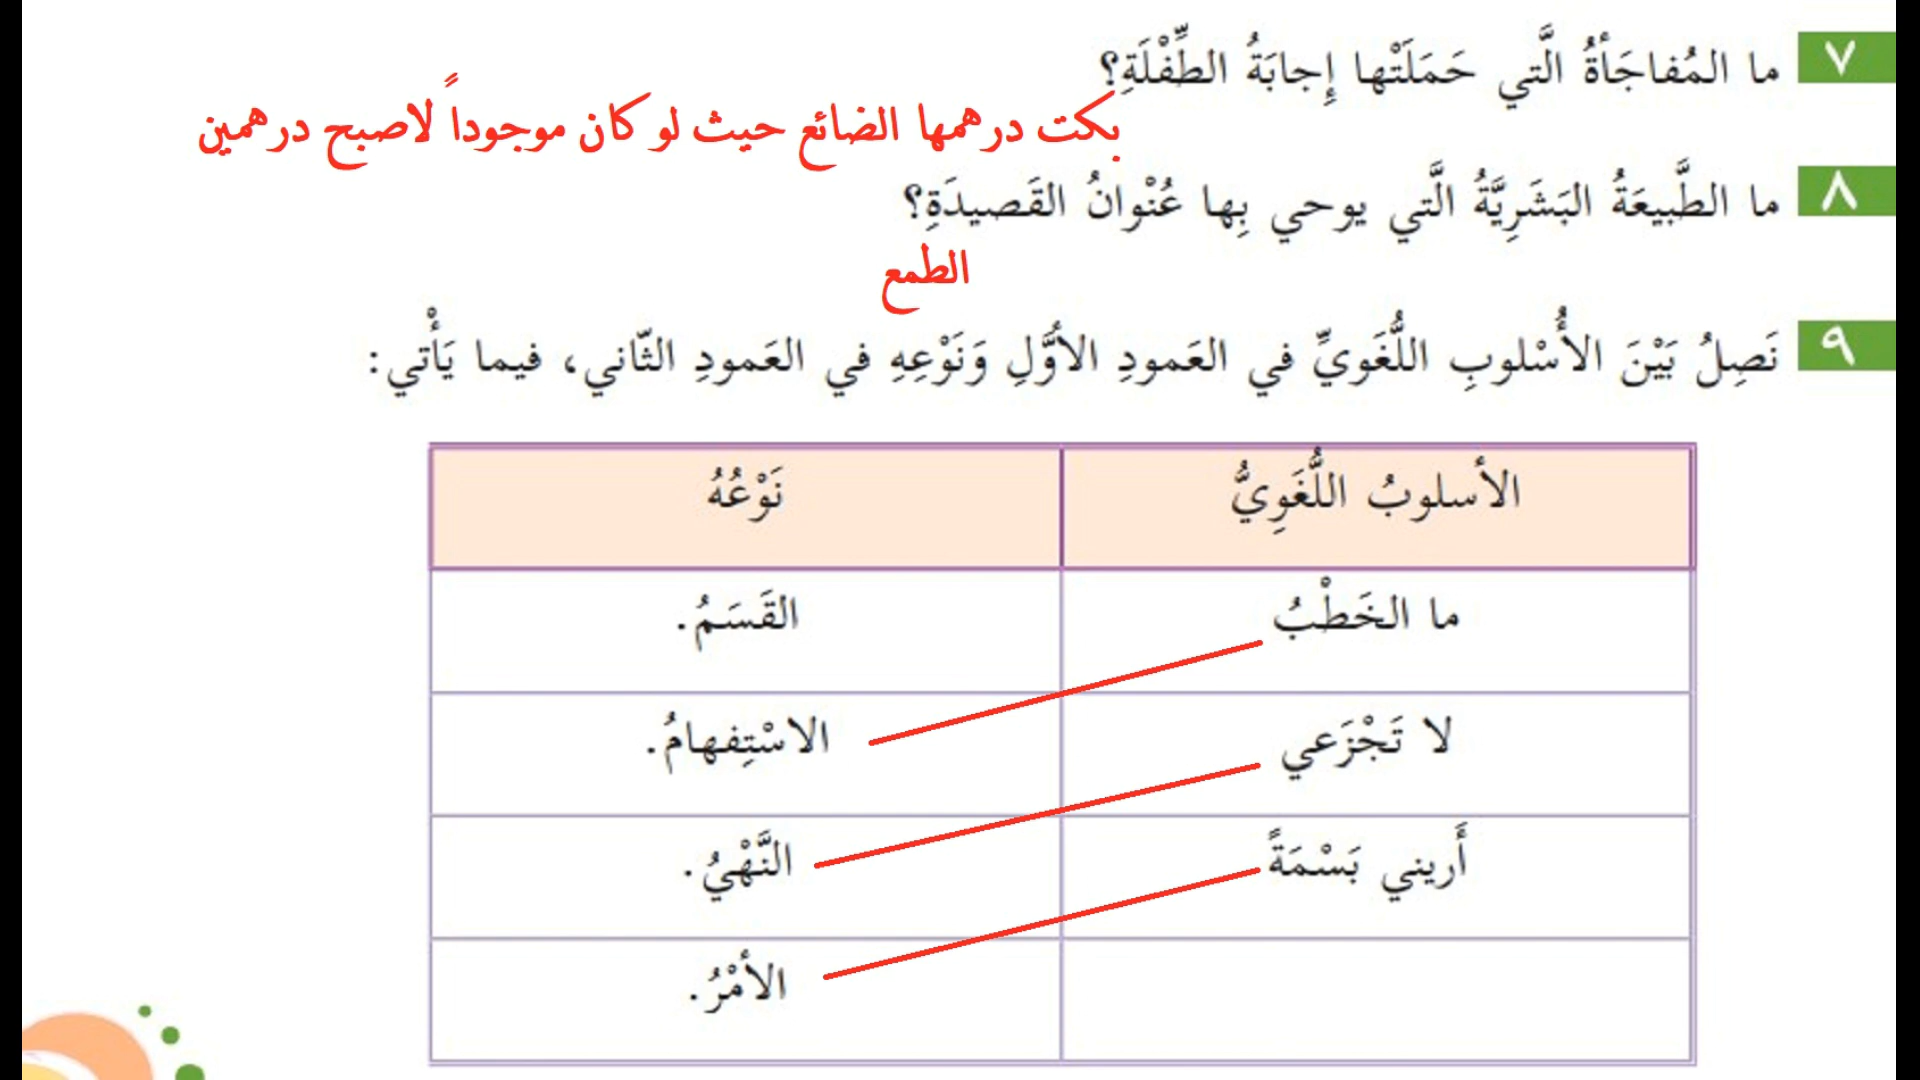 ٧ ما المُفاجَأةُ الَّتي حَمَلَتْها إِجابَةُ الطِّفْلَةِ؟
بكت درهمها الضائع حيث لو كان موجوداً لاصبح درهمين
٨ ما الطَّبيعَةُ البَشَرِيَّةُ الَّتي يوحي بِها عُنْوانُ القَصيدَةِ؟
الطمع
٩ نَصِلُ بَيْنَ الأُسْلوبِ اللُّغَويِّ في العَمودِ الأَوَّلِ وَنَوْعِهِ في العَمودِ الثّاني، فيما يَأْتي:
الأسلوبُ اللُّغَوِيُّ نَوْعُهُ
ما الخَطْبُ القَسَمُ.
لا تَجْزَعي الاسْتِفهامُ.
أَريني بَسْمَةً النَّهْيُ.
الأمْرُ.